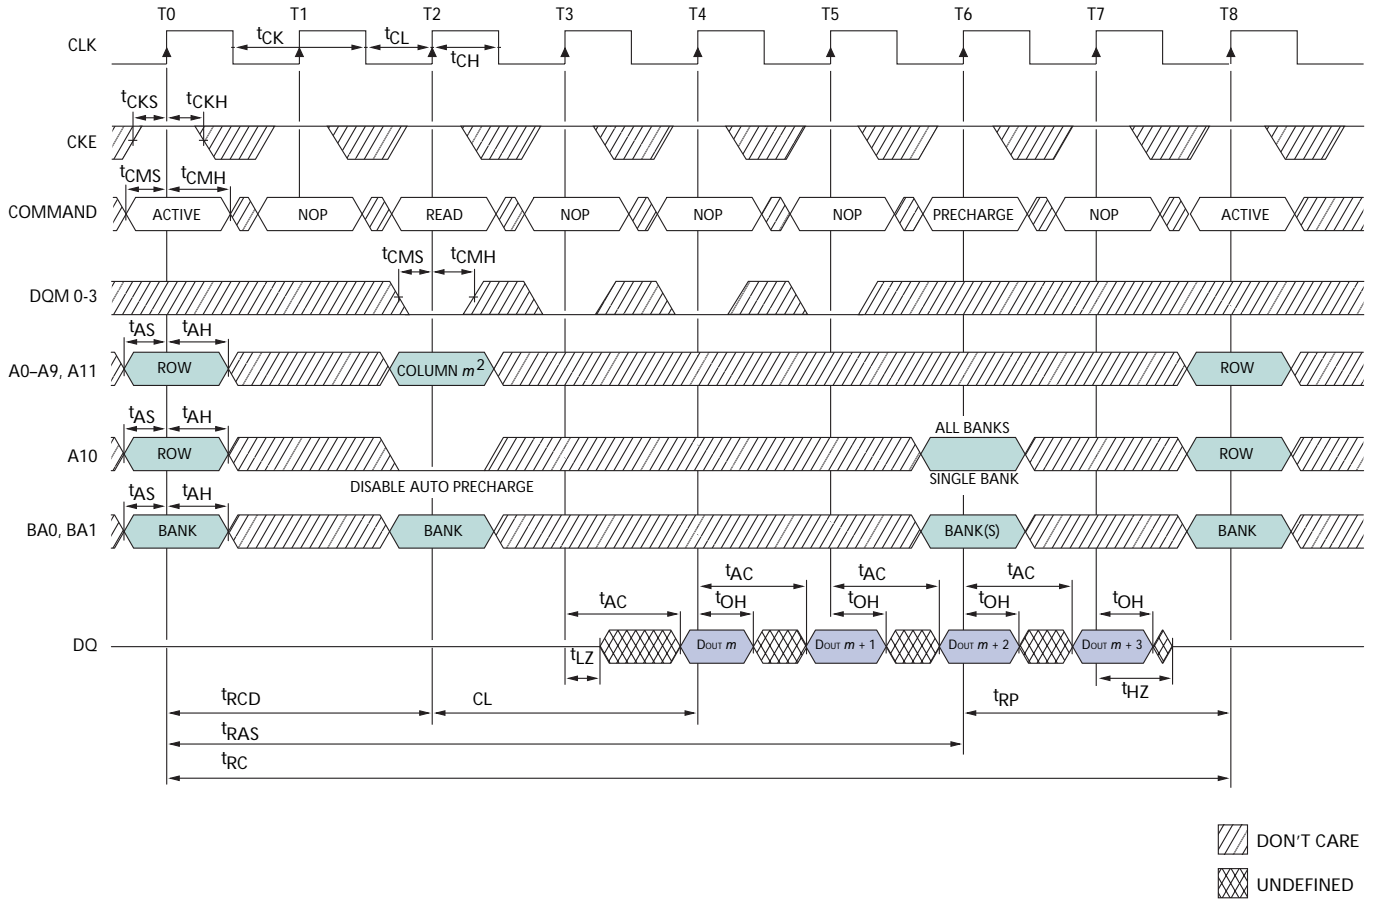 T0 T1 T2 T3 T4 T5 T6 T7 T8
CLK
tCK tCL
tCH
tCKS tCKH
CKE
tCMS tCMH
COMMAND ACTIVE NOP READ NOP NOP NOP PRECHARGE NOP ACTIVE
tCMS tCMH
DQM 0-3
tAS tAH
A0–A9, A11 ROW COLUMN m2 ROW
tAS tAH
ALL BANKS
A10 ROW ROW
DISABLE AUTO PRECHARGE SINGLE BANK
tAS tAH
BA0, BA1 BANK BANK BANK(S) BANK
tAC tAC tAC
tAC tOH tOH tOH tOH
DQ DOUT m DOUT m + 1 DOUT m + 2 DOUT m + 3
tLZ
tHZ
tRCD CL tRP
tRAS
tRC
DON'T CARE
UNDEFINED